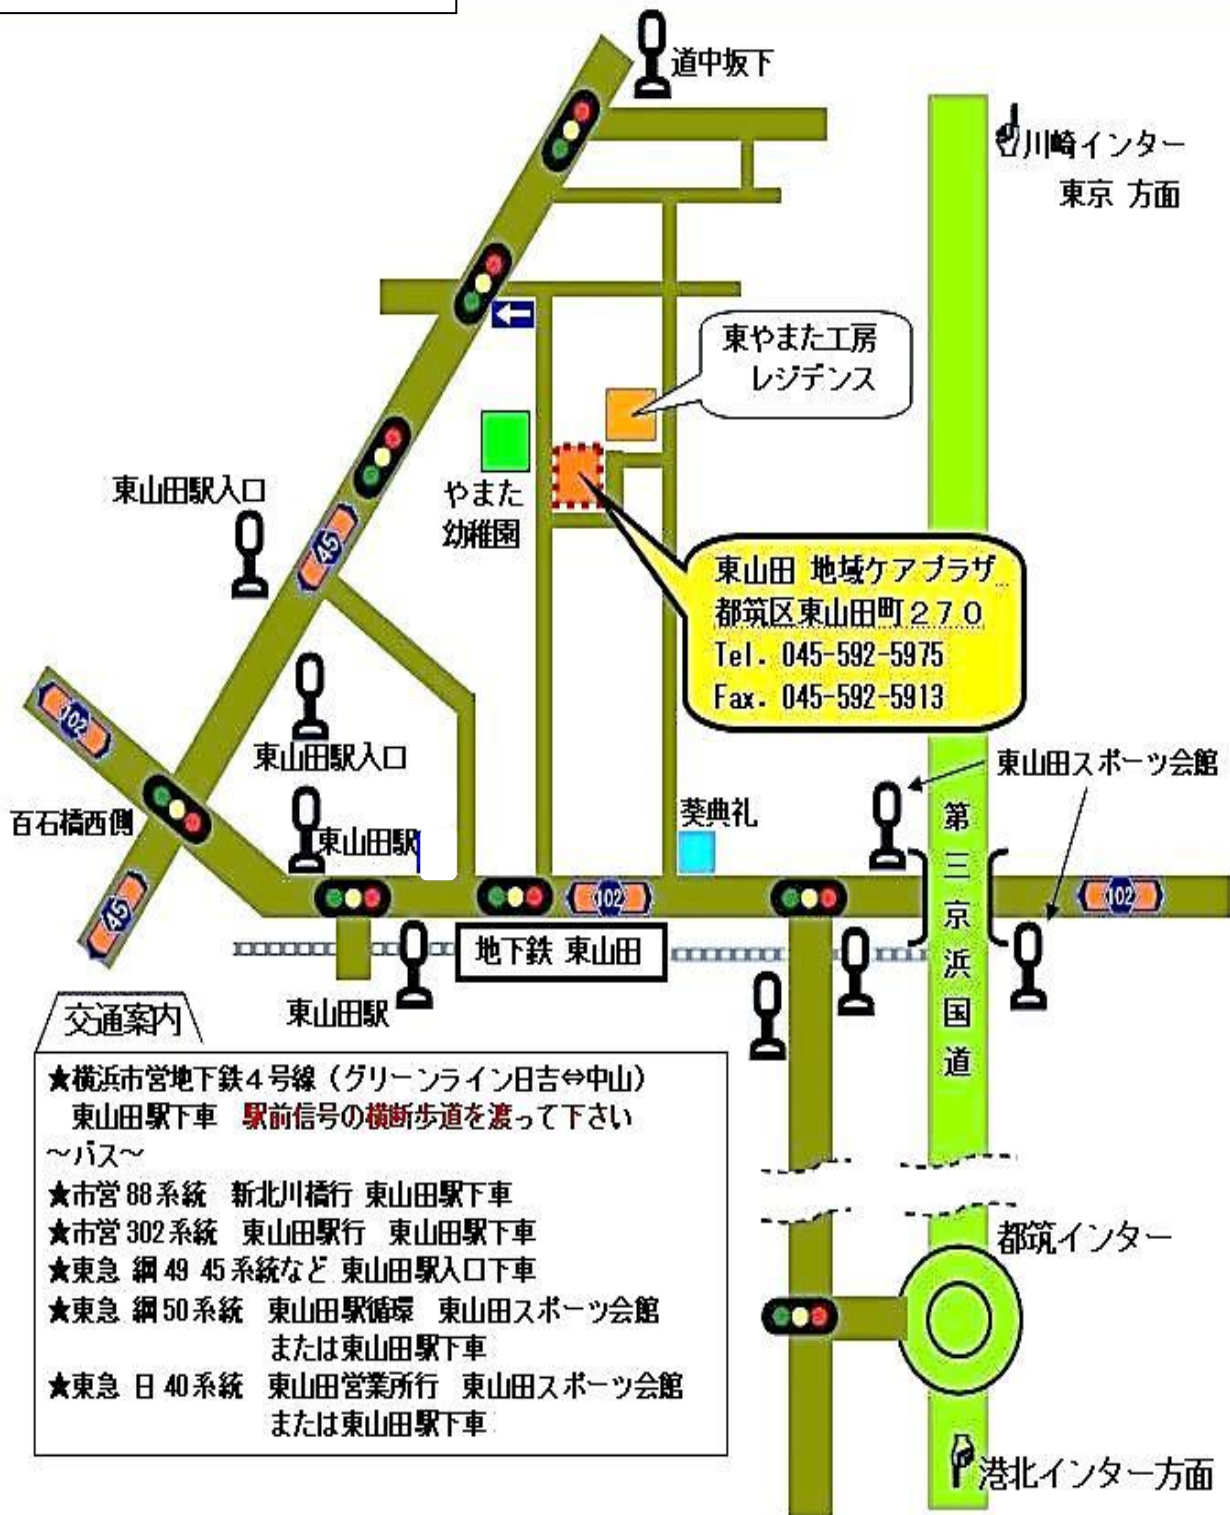 道中坂下
川崎インター
東京 方面
東やまた工房
レジデンス
東山田駅入口
やまた
幼稚園
45
東山田 地域ケアプラザ
都筑区東山田町270
Tel. 045-592-5975
Fax. 045-592-5913
102
東山田駅入口
東山田スポーツ会館
百石橋西側
東山田駅
葵典礼
第三京浜国道
45
102
102
地下鉄 東山田
東山田駅
交通案内
★横浜市営地下鉄4号線(グリーンライン日吉⇔中山)
東山田駅下車 駅前信号の横断歩道を渡って下さい
~バス~
★市営88系統 新北川橋行 東山田駅下車
★市営302系統 東山田駅行 東山田駅下車
★東急 綱49 45系統など 東山田駅入口下車
★東急 綱50系統 東山田駅循環 東山田スポーツ会館
または東山田駅下車
★東急 日40系統 東山田営業所行 東山田スポーツ会館
または東山田駅下車
都筑インター
港北インター方面